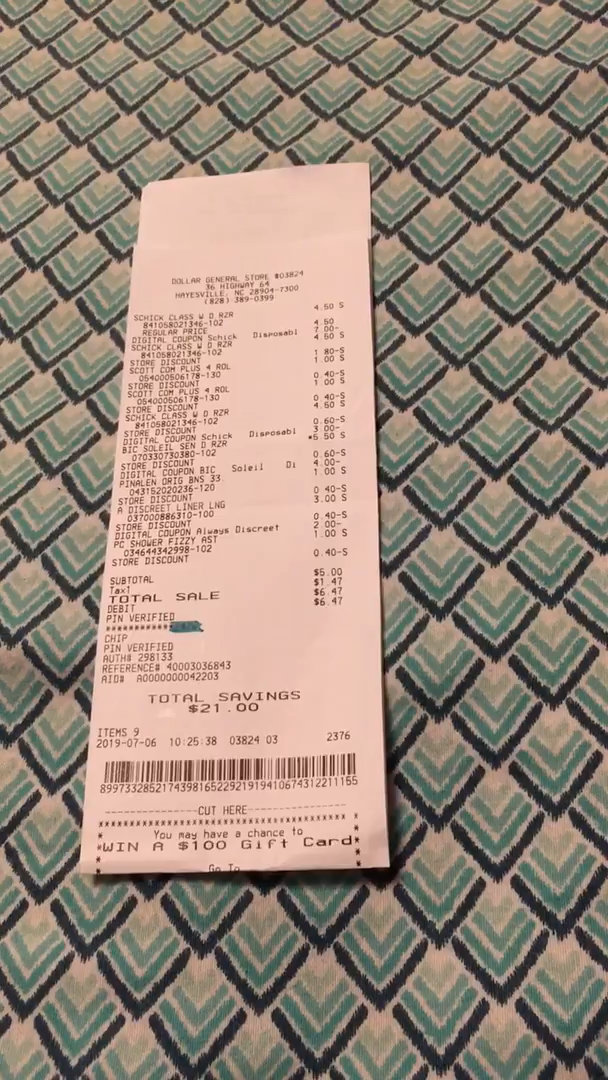 DOLLAR GENERAL STORE #03824
36 HIGHWAY 64
HAYESVILLE, NC 28904-7300
(828) 389-0399
SCHICK CLASS W D RZR 4.50 S
841058021346-102
REGULAR PRICE 4.50
DIGITAL COUPON Schick Disposabl 7.00-
SCHICK CLASS W D RZR 4.50 S
841058021346-102
STORE DISCOUNT 1.80-S
SCOTT COM PLUS 4 ROL 1.00 S
054000506178-130
STORE DISCOUNT 0.40-S
SCOTT COM PLUS 4 ROL 1.00 S
054000506178-130
STORE DISCOUNT 0.40-S
SCHICK CLASS W D RZR 4.50 S
841058021346-102
STORE DISCOUNT 0.60-S
DIGITAL COUPON Schick Disposabl 3.00-
BIC SOLEIL SEN D RZR *5.50 S
070330730380-102
STORE DISCOUNT 0.60-S
DIGITAL COUPON BIC Soleil Di 4.00-
PINALEN ORIG BNS 33. 1.00 S
043152020236-120
STORE DISCOUNT 0.40-S
A DISCREET LINER LNG 3.00 S
037000886310-100
STORE DISCOUNT 0.40-S
DIGITAL COUPON Always Discreet 2.00-
PC SHOWER FIZZY AST 1.00 S
034644342998-102
STORE DISCOUNT 0.40-S
SUBTOTAL $5.00
Tax1 $1.47
TOTAL SALE $6.47
DEBIT $6.47
PIN VERIFIED
************
CHIP
PIN VERIFIED
AUTH# 298133
REFERENCE# 40003036843
AID# A0000000042203
TOTAL SAVINGS
$21.00
ITEMS 9
2019-07-06 10:25:38 03824 03 2376
8997332852174398165229219194106743122 11155
CUT HERE
You may have a chance to
*WIN A $100 Gift Card*
Go To